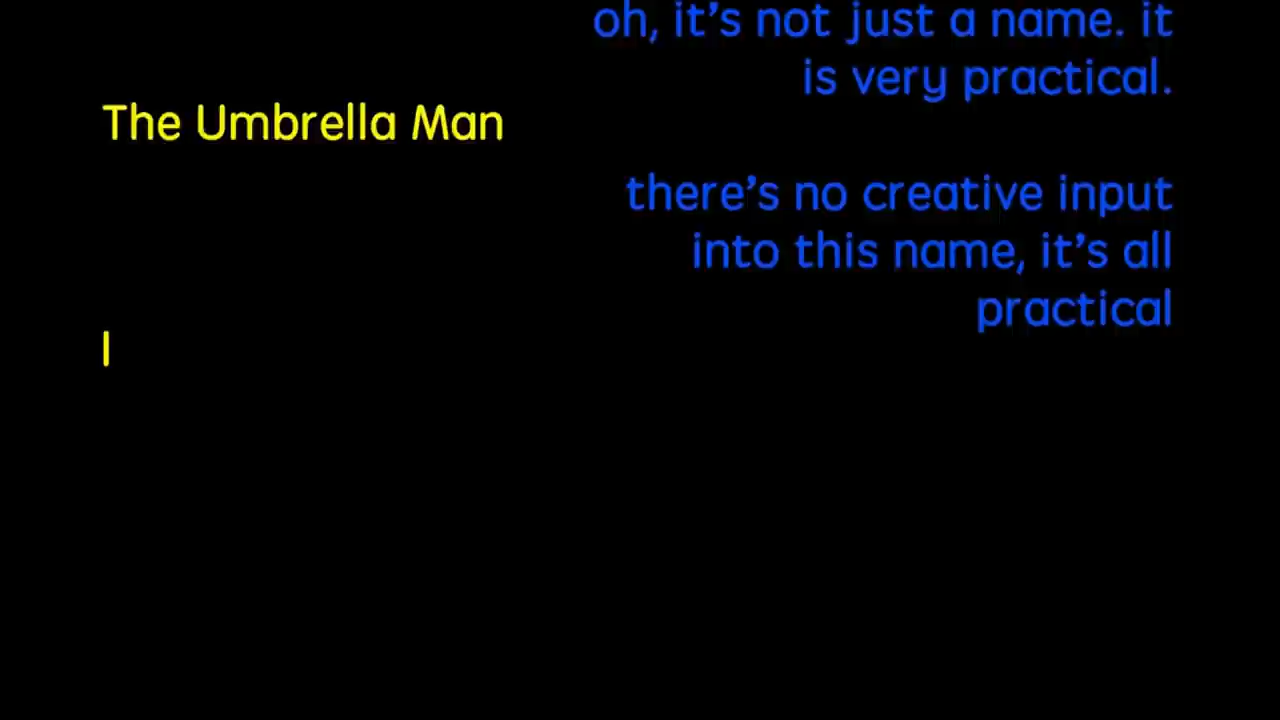 oh, it's not just a name. it
is very practical.
The Umbrella Man
there's no creative input
into this name, it's all
practical
I